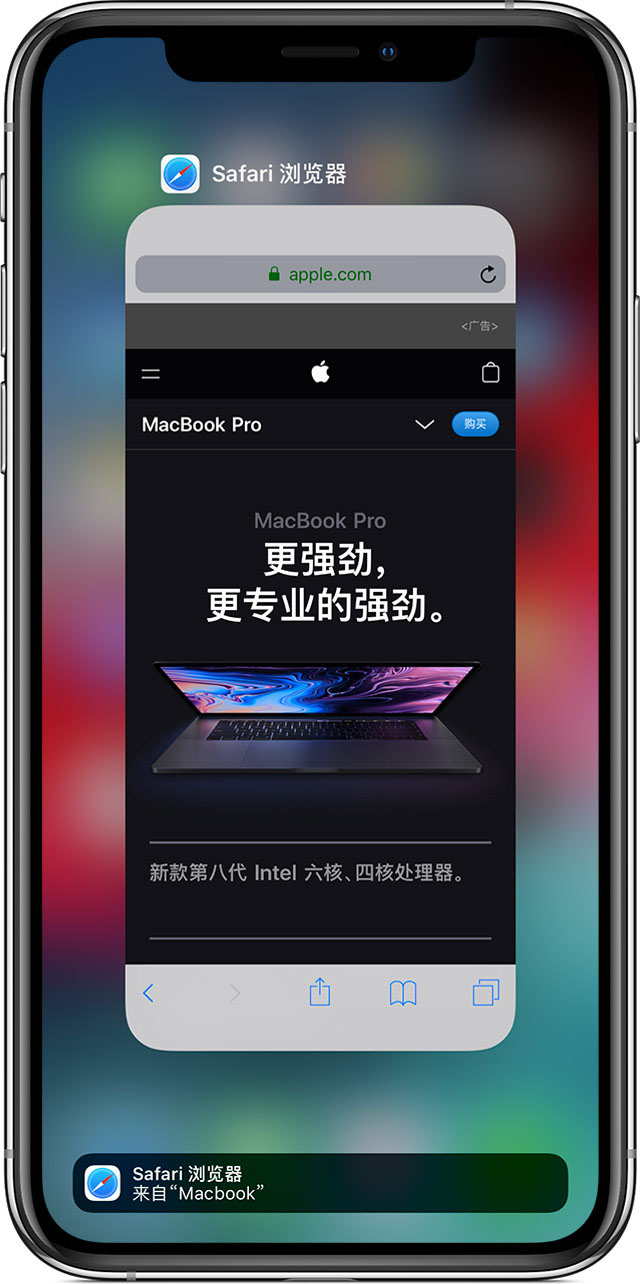 Safari 浏览器
apple.com
<广告>
MacBook Pro
购买
MacBook Pro
更强劲，
更专业的强劲。
新款第八代 Intel 六核、四核处理器。
Safari 浏览器
来自“Macbook”